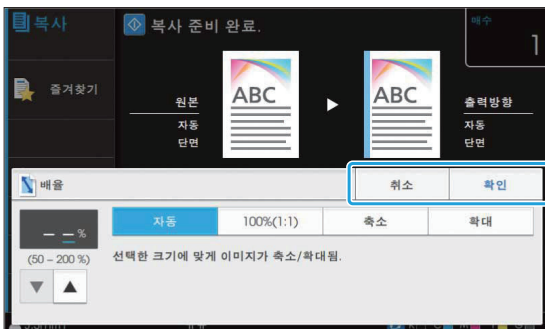 복사
복사 준비 완료.
매수
1
즐겨찾기
원본
자동
단면
ABC
ABC
출력방향
자동
단면
배율
취소
확인
– – %
(50 – 200 %)
자동
100%(1:1)
축소
확대
선택한 크기에 맞게 이미지가 축소/확대됨.